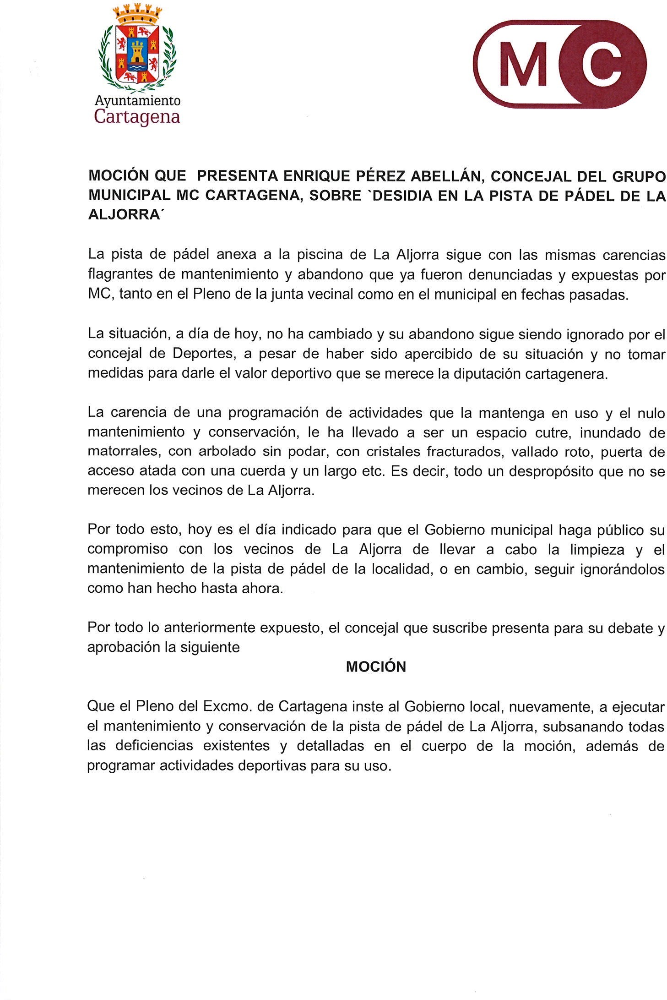 Ayuntamiento
Cartagena
MC
MOCIÓN QUE  PRESENTA ENRIQUE PÉREZ ABELLÁN, CONCEJAL DEL GRUPO
MUNICIPAL MC CARTAGENA, SOBRE `DESIDIA EN LA PISTA DE PÁDEL DE LA
ALJORRA´
La pista de pádel anexa a la piscina de La Aljorra sigue con las mismas carencias
flagrantes de mantenimiento y abandono que ya fueron denunciadas y expuestas por
MC, tanto en el Pleno de la junta vecinal como en el municipal en fechas pasadas.
La situación, a día de hoy, no ha cambiado y su abandono sigue siendo ignorado por el
concejal de Deportes, a pesar de haber sido apercibido de su situación y no tomar
medidas para darle el valor deportivo que se merece la diputación cartagenera.
La carencia de una programación de actividades que la mantenga en uso y el nulo
mantenimiento y conservación, le ha llevado a ser un espacio cutre, inundado de
matorrales, con arbolado sin podar, con cristales fracturados, vallado roto, puerta de
acceso atada con una cuerda y un largo etc. Es decir, todo un despropósito que no se
merecen los vecinos de La Aljorra.
Por todo esto, hoy es el día indicado para que el Gobierno municipal haga público su
compromiso con los vecinos de La Aljorra de llevar a cabo la limpieza y el
mantenimiento de la pista de pádel de la localidad, o en cambio, seguir ignorándolos
como han hecho hasta ahora.
Por todo lo anteriormente expuesto, el concejal que suscribe presenta para su debate y
aprobación la siguiente
MOCIÓN
Que el Pleno del Excmo. de Cartagena inste al Gobierno local, nuevamente, a ejecutar
el mantenimiento y conservación de la pista de pádel de La Aljorra, subsanando todas
las deficiencias existentes y detalladas en el cuerpo de la moción, además de
programar actividades deportivas para su uso.